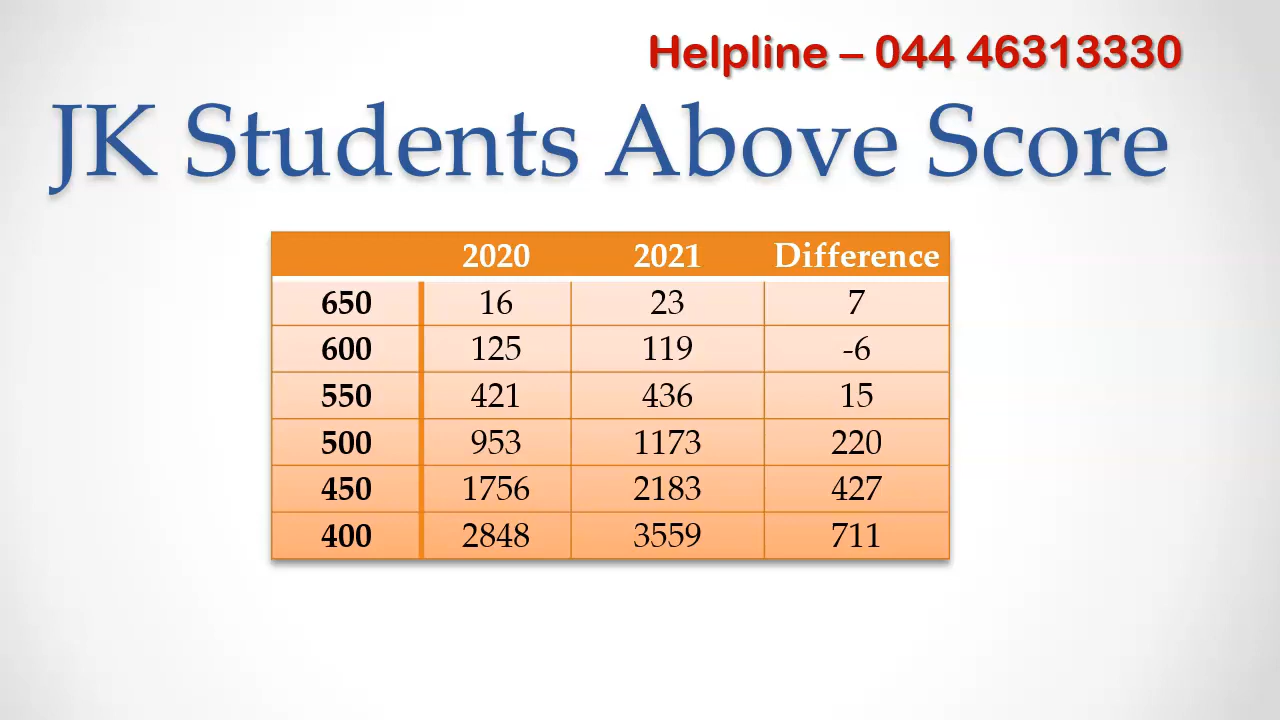 Helpline – 044 46313330
JK Students Above Score
2020 2021 Difference
650 16 23 7
600 125 119 -6
550 421 436 15
500 953 1173 220
450 1756 2183 427
400 2848 3559 711